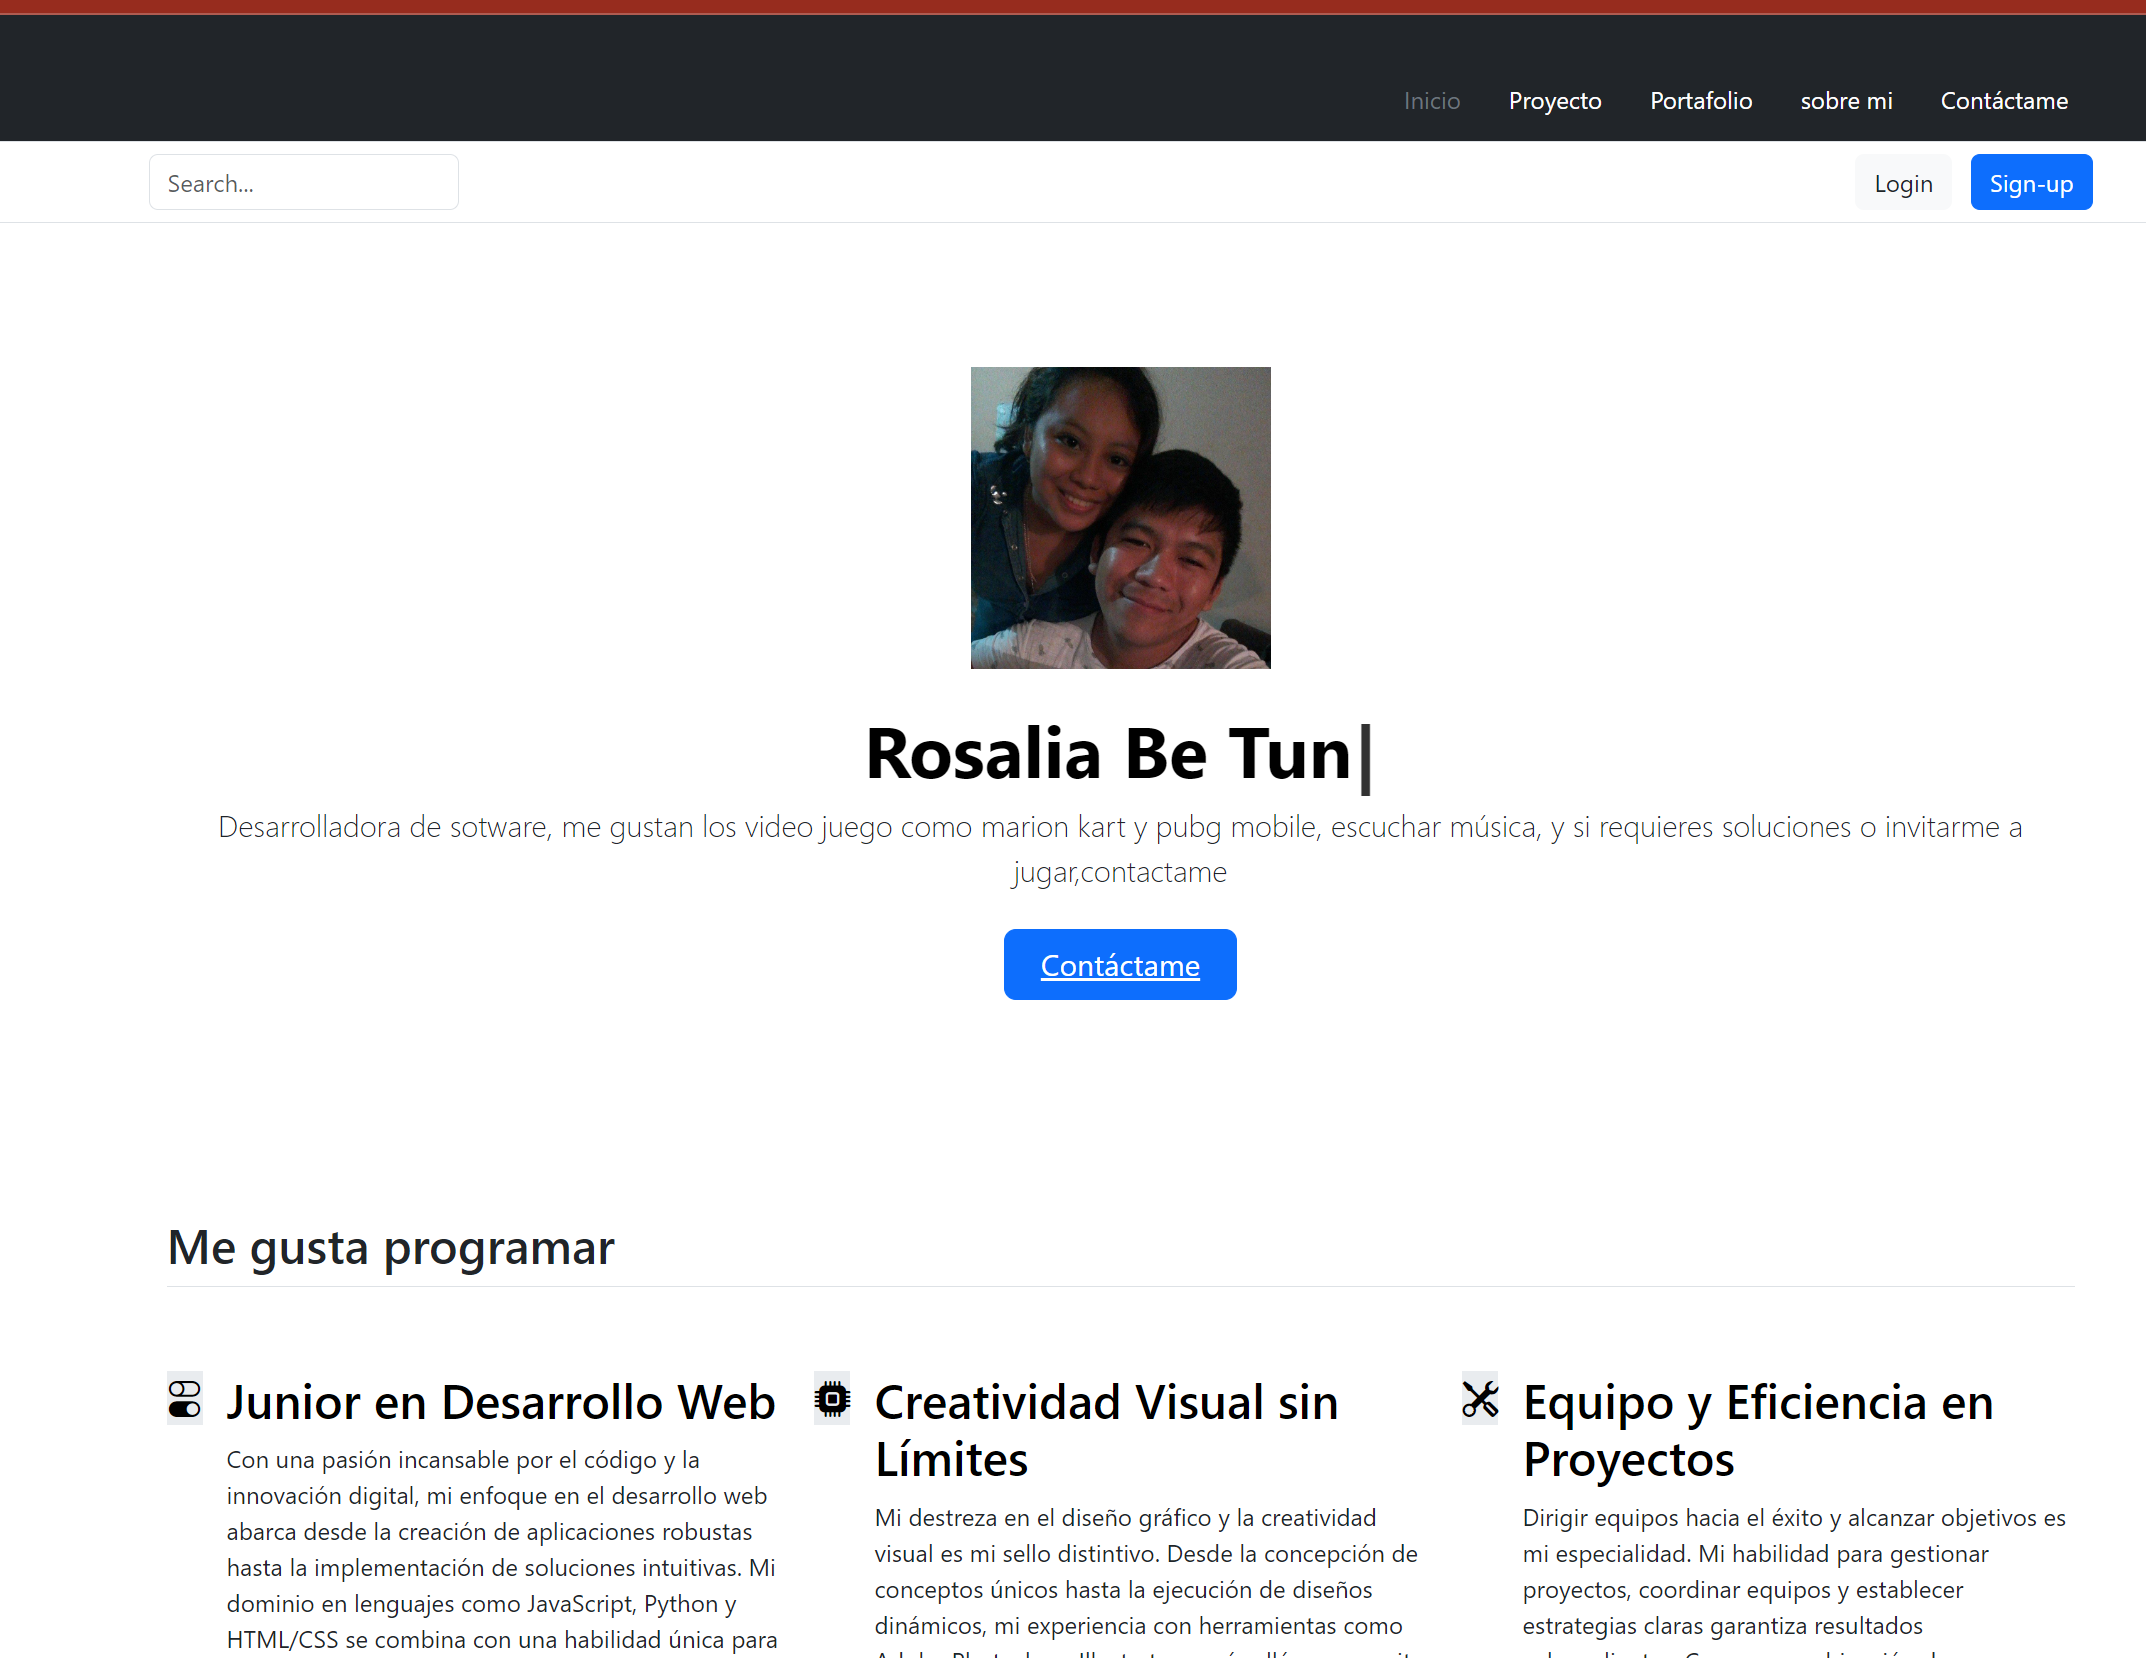 Inicio Proyecto Portafolio sobre mi Contáctame
Search... Login Sign-up
Rosalia Be Tun|
Desarrolladora de sotware, me gustan los video juego como marion kart y pubg mobile, escuchar música, y si requieres soluciones o invitarme a
jugar,contactame
Contáctame
Me gusta programar
Junior en Desarrollo Web
Con una pasión incansable por el código y la
innovación digital, mi enfoque en el desarrollo web
abarca desde la creación de aplicaciones robustas
hasta la implementación de soluciones intuitivas. Mi
dominio en lenguajes como JavaScript, Python y
HTML/CSS se combina con una habilidad única para
Creatividad Visual sin
Límites
Mi destreza en el diseño gráfico y la creatividad
visual es mi sello distintivo. Desde la concepción de
conceptos únicos hasta la ejecución de diseños
dinámicos, mi experiencia con herramientas como
Equipo y Eficiencia en
Proyectos
Dirigir equipos hacia el éxito y alcanzar objetivos es
mi especialidad. Mi habilidad para gestionar
proyectos, coordinar equipos y establecer
estrategias claras garantiza resultados